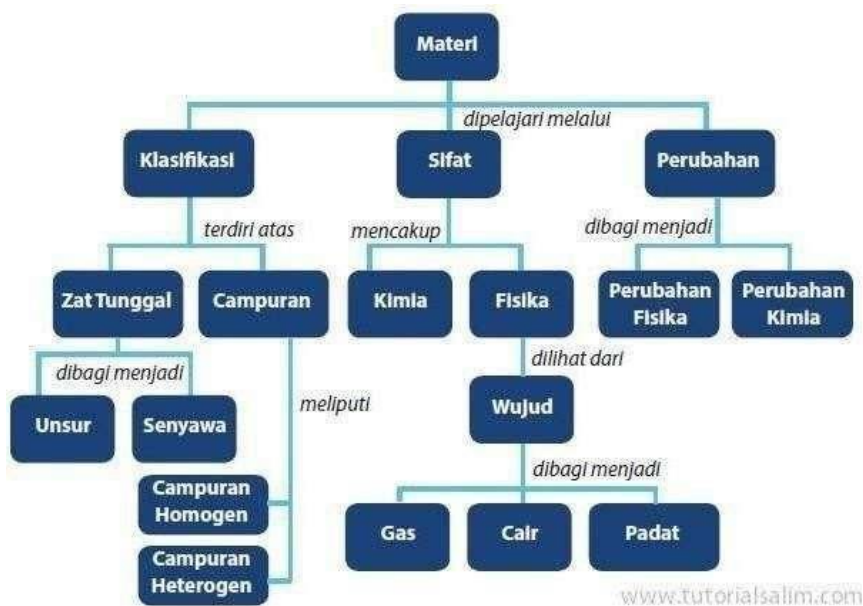 Materi
dipelajari melalui
Klasifikasi
Sifat
Perubahan
terdiri atas
mencakup
dibagi menjadi
Zat Tunggal
Campuran
Kimia
Fisika
Perubahan
Fisika
Perubahan
Kimia
dibagi menjadi
meliputi
dilihat dari
Unsur
Senyawa
Wujud
dibagi menjadi
Campuran
Homogen
Gas
Cair
Padat
Campuran
Heterogen
www.tutorialsalim.com